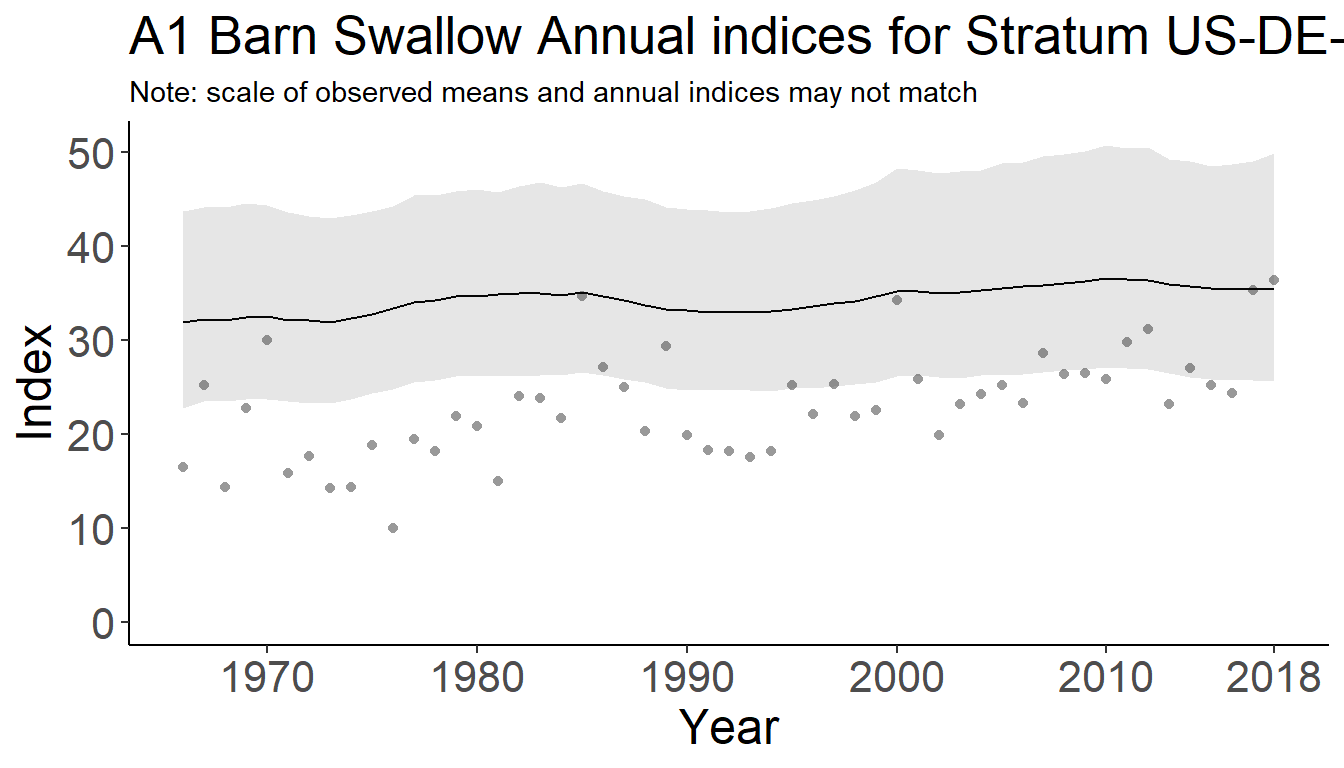 A1 Barn Swallow Annual indices for Stratum US-DE-
Note: scale of observed means and annual indices may not match
50
40
30
20
10
0
Index
1970 1980 1990 2000 2010 2018
Year